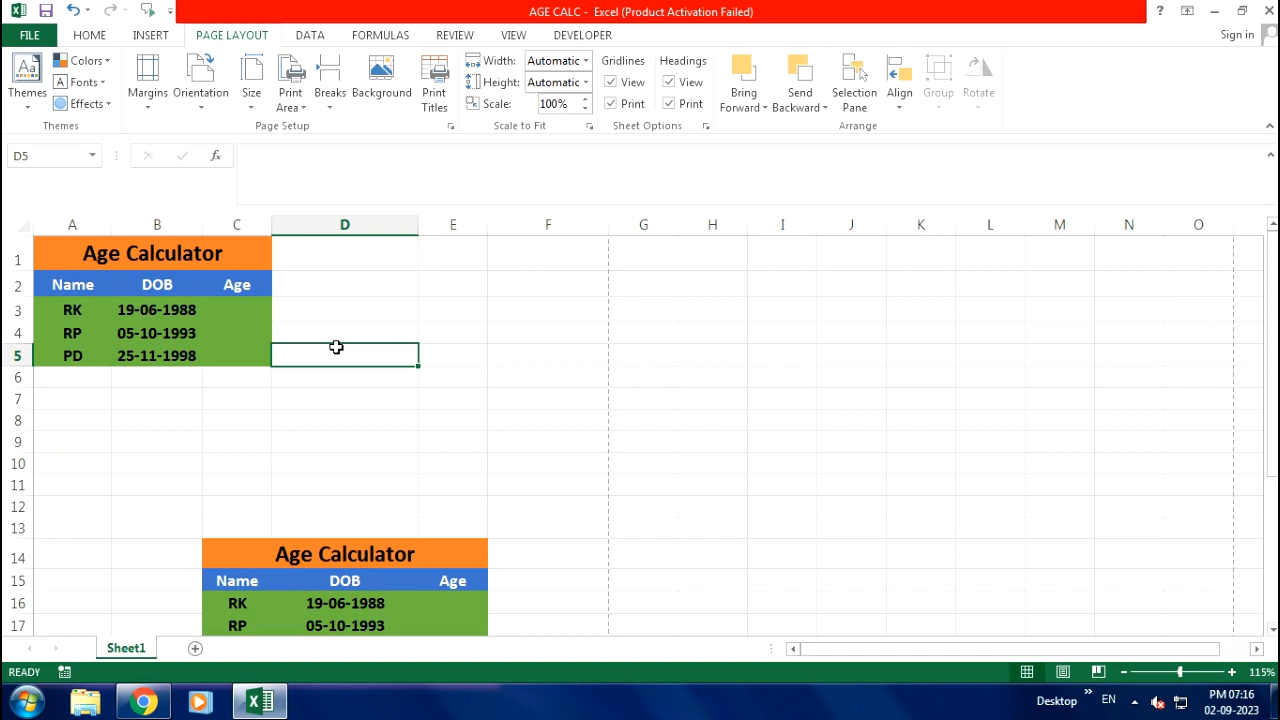 AGE CALC - Excel (Product Activation Failed)
FILE HOME INSERT PAGE LAYOUT FORMULAS DATA REVIEW VIEW DEVELOPER Sign in
Themes Colors Fonts Effects Themes
Margins Orientation Size Print Area Breaks Background Print Titles Page Setup
Width: Automatic
Height: Automatic
Scale: 100%
Scale to Fit
Gridlines Headings
View View
Print Print
Sheet Options
Bring Forward Send Backward Selection Pane Align Group Rotate
Arrange
D5 fx
A B C D E F G H I J K L M N O
1 Age Calculator
2 Name DOB Age
3 RK 19-06-1988
4 RP 05-10-1993
5 PD 25-11-1998
6
7
8
9
10
11
12
13
14 Age Calculator
15 Name DOB Age
16 RK 19-06-1988
17 RP 05-10-1993
Sheet1
READY 115%
Desktop EN PM 07:16
02-09-2023